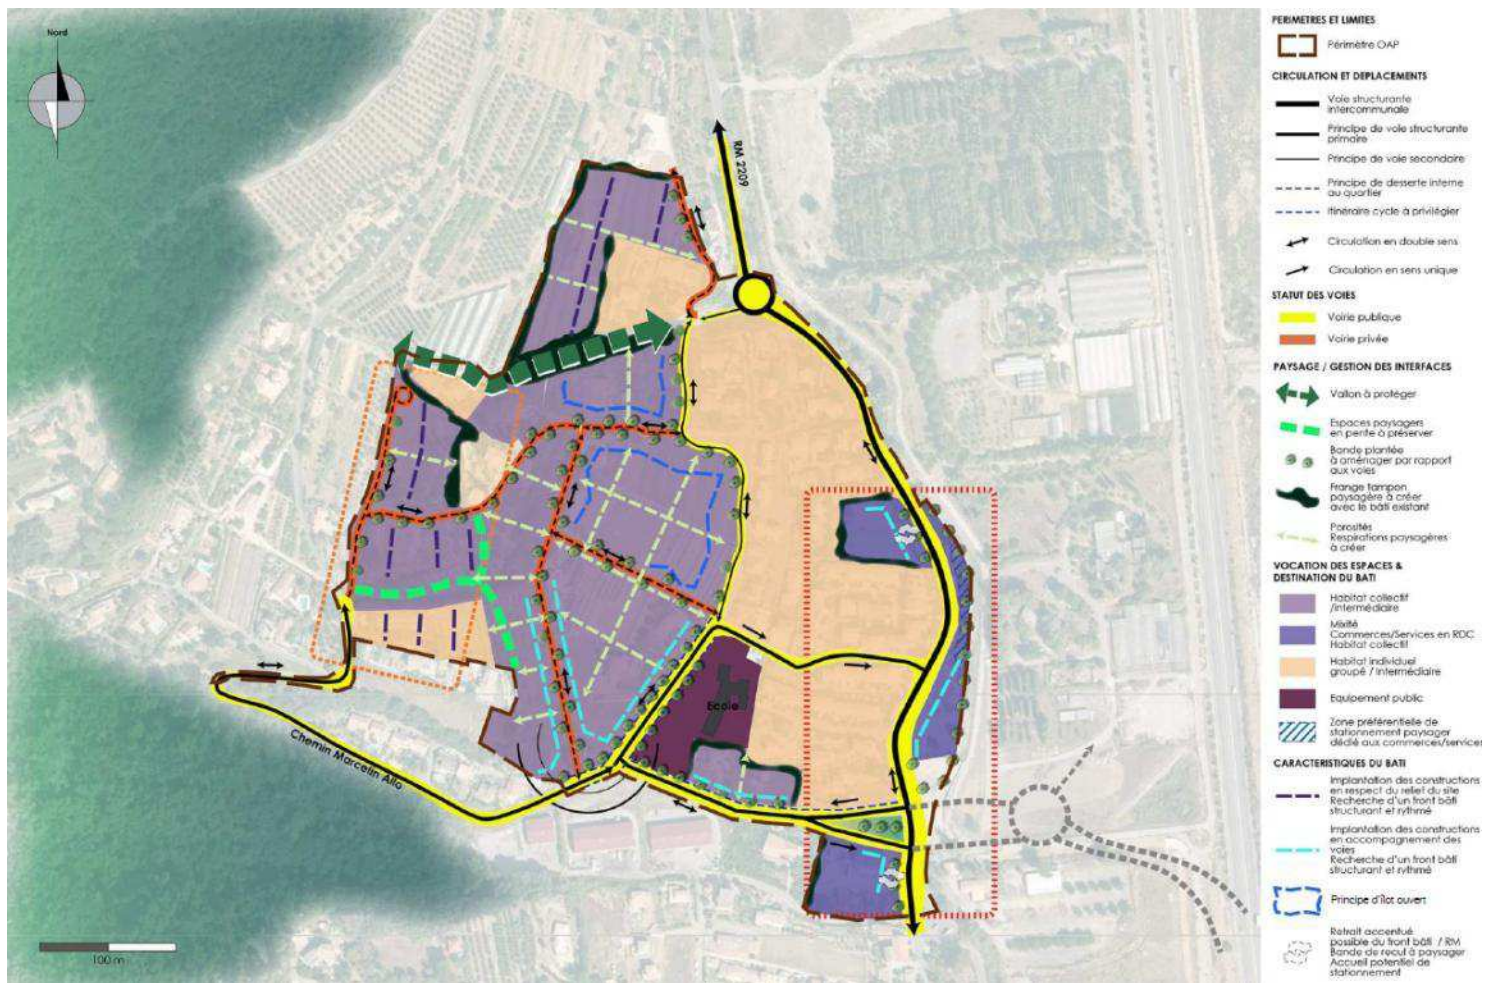 Nord
RM 2209
Ecole
Chemin Marcelin Allo
100 m
PERIMETRES ET LIMITES
Périmètre OAP
CIRCULATION ET DEPLACEMENTS
Voie structurante
intercommunale
Principe de voie structurante
primaire
Principe de voie secondaire
Principe de desserte interne
au quartier
Itinéraire cycle à privilégier
Circulation en double sens
Circulation en sens unique
STATUT DES VOIES
Voirie publique
Voirie privée
PAYSAGE / GESTION DES INTERFACES
Vallon à protéger
Espaces paysagers
en pente à préserver
Bande plantée
à aménager par rapport
aux voies
Frange tampon
paysagère à créer
avec le bâti existant
Porosités
Respirations paysagères
à créer
VOCATION DES ESPACES &
DESTINATION DU BATI
Habitat collectif
/intermédiaire
Mixité
Commerces/Services en RDC
Habitat collectif
Habitat individuel
groupé / intermédiaire
Equipement public
Zone préférentielle de
stationnement paysager
dédié aux commerces/services
CARACTERISTIQUES DU BATI
Implantation des constructions
en respect du relief du site
Recherche d'un front bâti
structurant et rythmé
Implantation des constructions
en accompagnement des
voies
Recherche d'un front bâti
structurant et rythmé
Principe d'îlot ouvert
Retrait accentué
possible du front bâti / RM
Bande de recul à paysager
Accueil potentiel de
stationnement